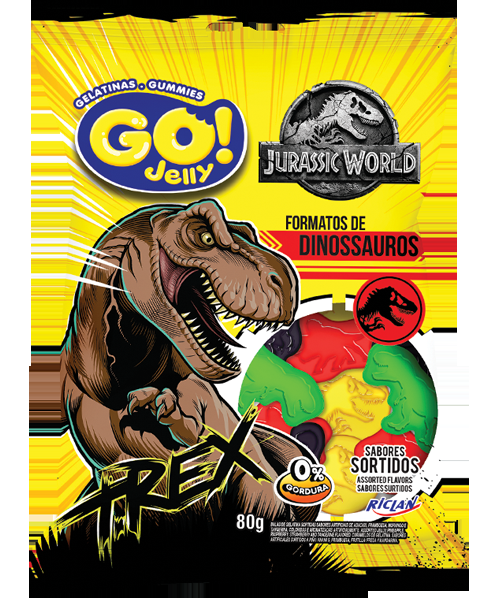 GELATINAS . GUMMIES
GO!
Jelly
JURASSIC WORLD
FORMATOS DE
DINOSSAUROS
T.REX
0%
GORDURA
80g
SABORES
SORTIDOS
ASSORTED FLAVORS
SABORES SURTIDOS
RICLAN